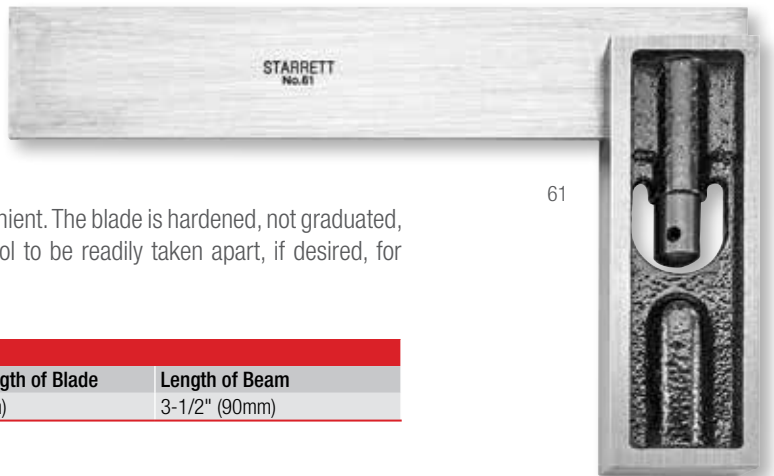 STARRETT
No.61
61
nient. The blade is hardened, not graduated,
ol to be readily taken apart, if desired, for
gth of Blade Length of Beam
) 3-1/2" (90mm)